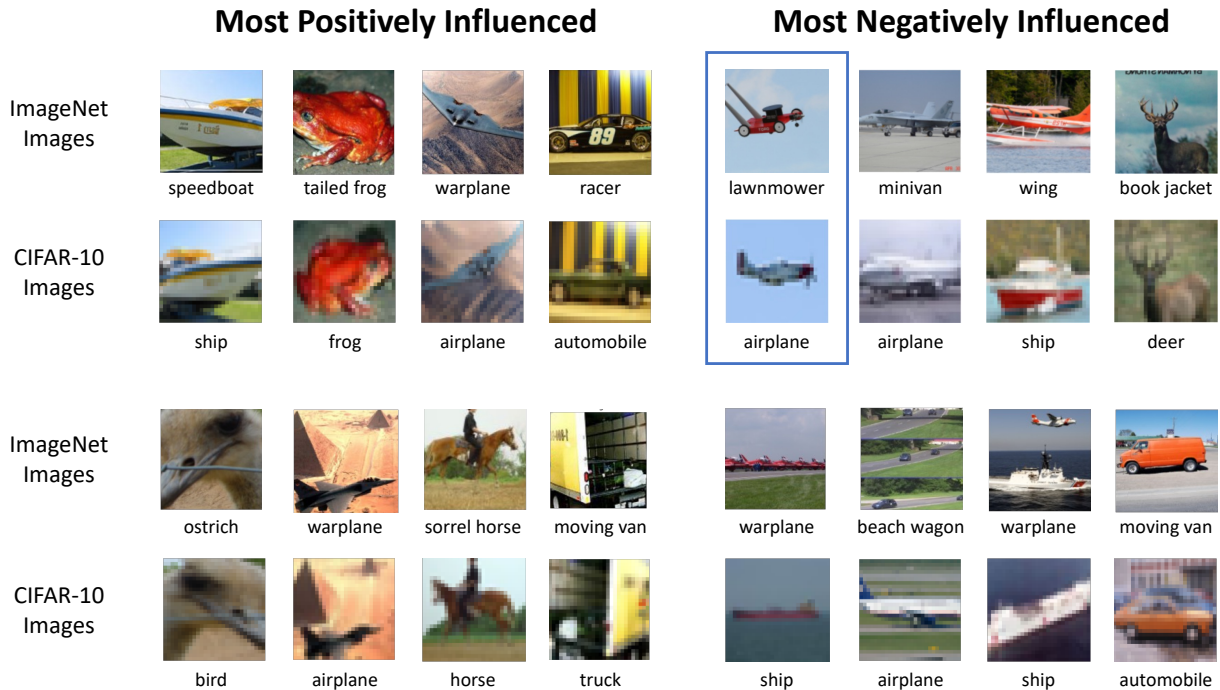 Most Positively Influenced
Most Negatively Influenced
ImageNet
Images
speedboat
tailed frog
89
warplane
racer
lawnmower
minivan
wing
book jacket
CIFAR-10
Images
ship
frog
airplane
automobile
airplane
airplane
ship
deer
ImageNet
Images
ostrich
warplane
sorrel horse
moving van
warplane
beach wagon
warplane
moving van
CIFAR-10
Images
bird
airplane
horse
truck
ship
airplane
ship
automobile